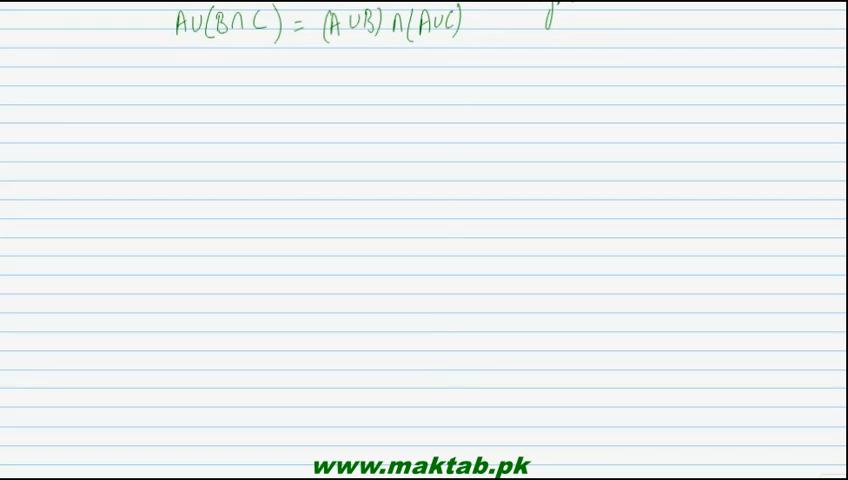 A∪(B∩C) = (A∪B)∩(A∪C)
www.maktab.pk